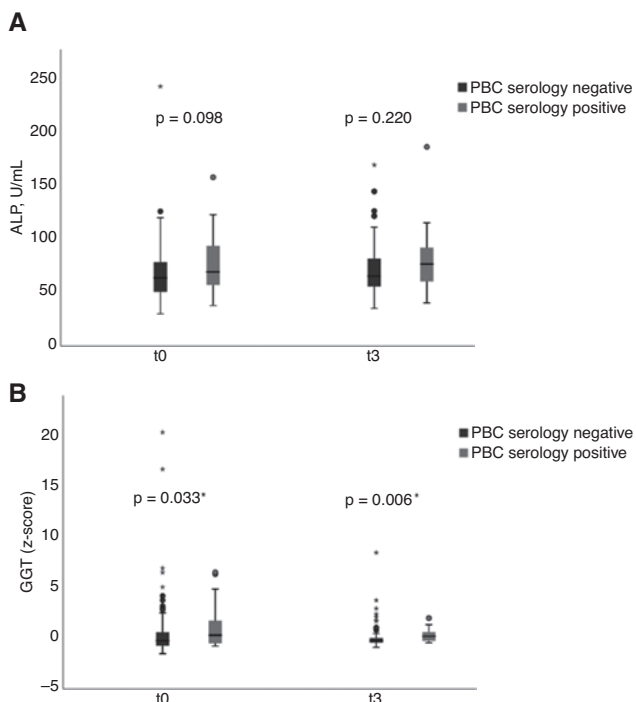 A
250
200
150
100
50
0
ALP, U/mL
p = 0.098
p = 0.220
PBC serology negative
PBC serology positive
t0
t3
B
20
15
10
5
0
–5
GGT (z-score)
p = 0.033*
p = 0.006*
PBC serology negative
PBC serology positive
t0
t3